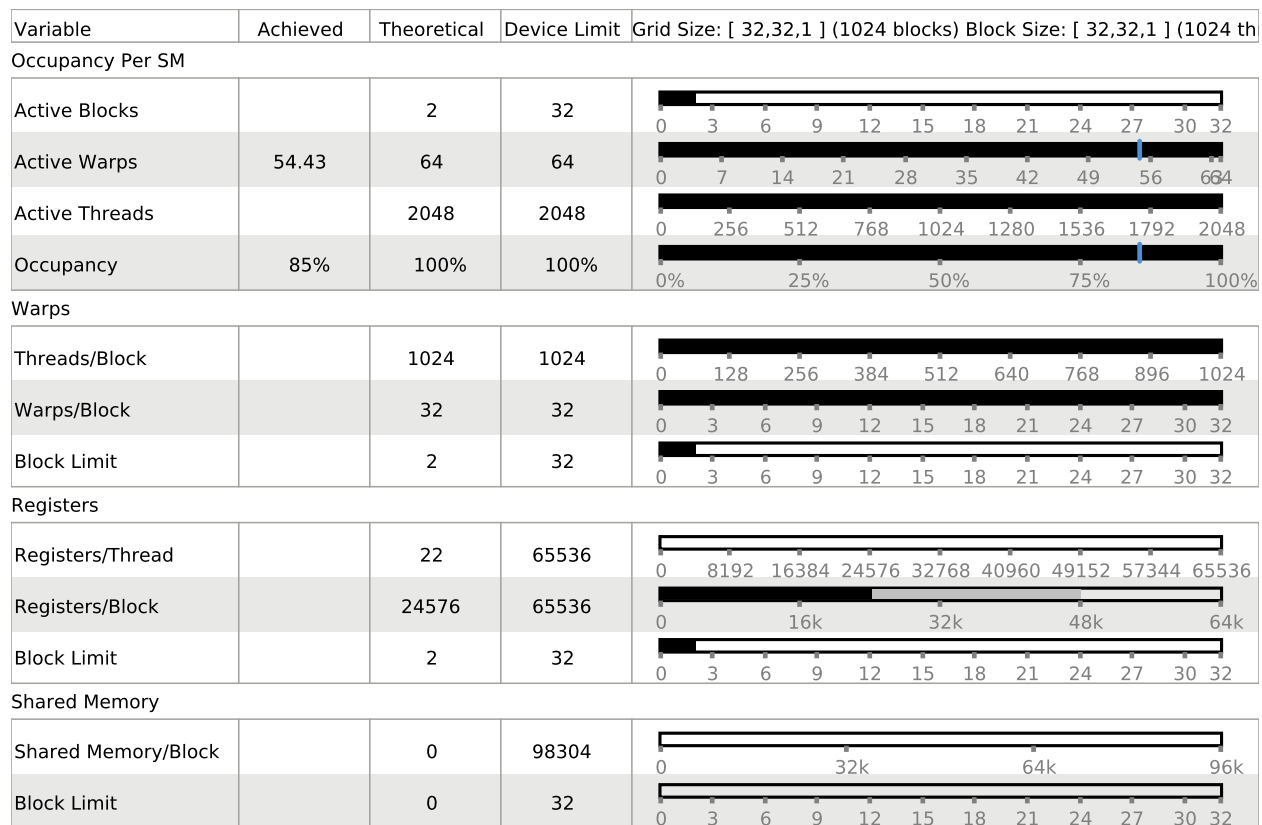 Variable Achieved Theoretical Device Limit Grid Size: [ 32,32,1 ] (1024 blocks) Block Size: [ 32,32,1 ] (1024 th
Occupancy Per SM
Active Blocks 2 32
0 3 6 9 12 15 18 21 24 27 30 32
Active Warps 54.43 64 64
0 7 14 21 28 35 42 49 56 63 64
Active Threads 2048 2048
0 256 512 768 1024 1280 1536 1792 2048
Occupancy 85% 100% 100%
0% 25% 50% 75% 100%
Warps
Threads/Block 1024 1024
0 128 256 384 512 640 768 896 1024
Warps/Block 32 32
0 3 6 9 12 15 18 21 24 27 30 32
Block Limit 2 32
0 3 6 9 12 15 18 21 24 27 30 32
Registers
Registers/Thread 22 65536
0 8192 16384 24576 32768 40960 49152 57344 65536
Registers/Block 24576 65536
0 16k 32k 48k 64k
Block Limit 2 32
0 3 6 9 12 15 18 21 24 27 30 32
Shared Memory
Shared Memory/Block 0 98304
0 32k 64k 96k
Block Limit 0 32
0 3 6 9 12 15 18 21 24 27 30 32